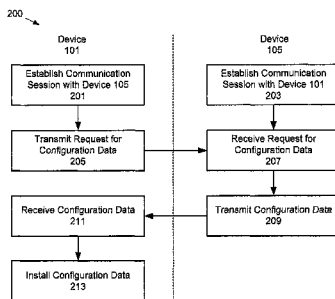 200
Device
101
Device
105
Establish Communication
Session with Device 105
201
Establish Communication
Session with Device 101
203
Transmit Request for
Configuration Data
205
Receive Request for
Configuration Data
207
Receive Configuration Data
211
Transmit Configuration Data
209
Install Configuration Data
213